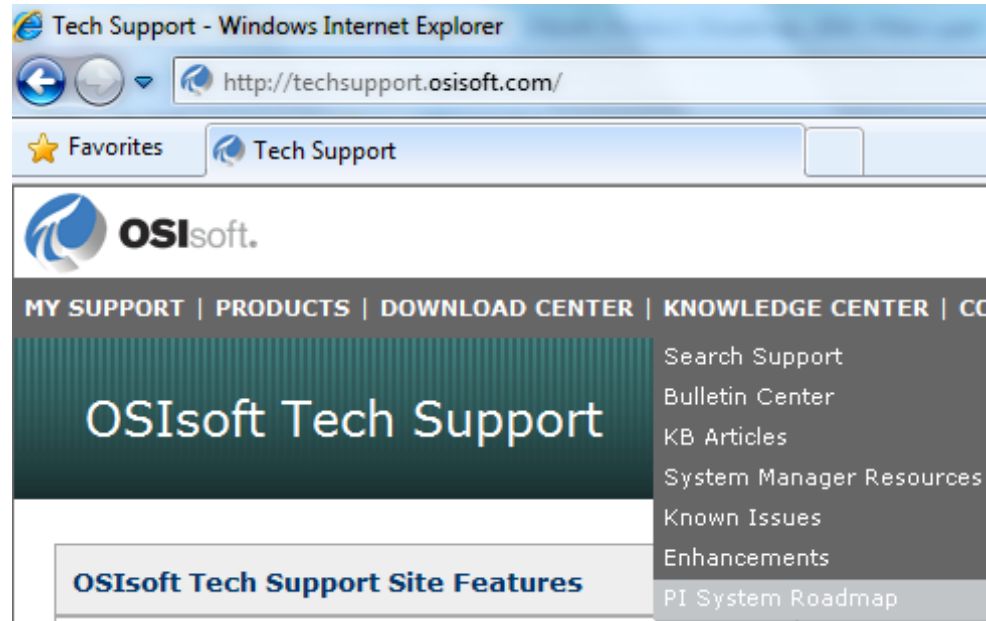 Tech Support - Windows Internet Explorer
http://techsupport.osisoft.com/
Favorites
Tech Support
OSIsoft.
MY SUPPORT | PRODUCTS | DOWNLOAD CENTER | KNOWLEDGE CENTER |
Search Support
Bulletin Center
KB Articles
System Manager Resources
Known Issues
Enhancements
PI System Roadmap
OSIsoft Tech Support
OSIsoft Tech Support Site Features